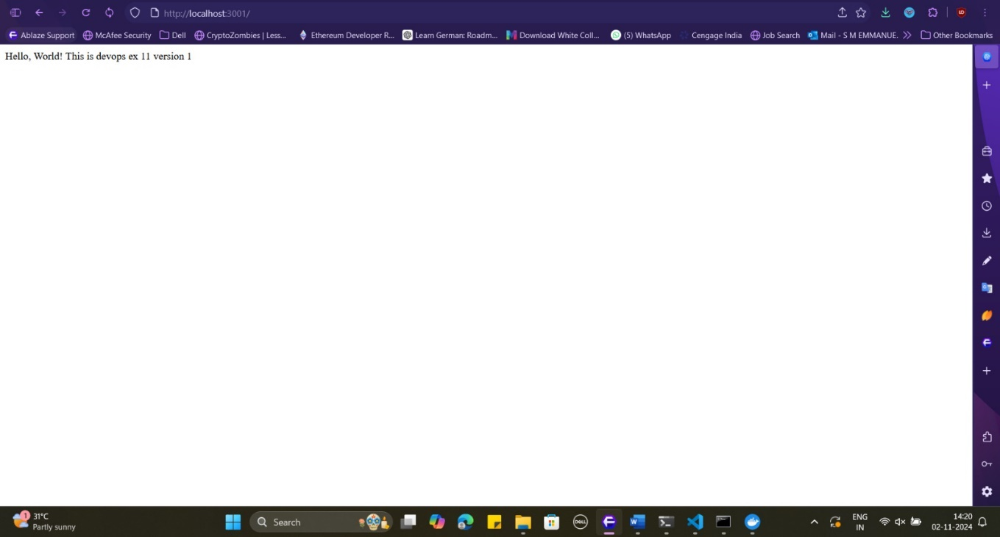 http://localhost:3001/
Ablaze Support McAfee Security Dell CryptoZombies | Less... Ethereum Developer R... Learn German: Roadm... Download White Coll... (5) WhatsApp Cengage India Job Search Mail - S M EMMANUE. Other Bookmarks
Hello, World! This is devops ex 11 version 1
1 31°C
Partly sunny
Search
DELL
ENG
IN
14:20
02-11-2024